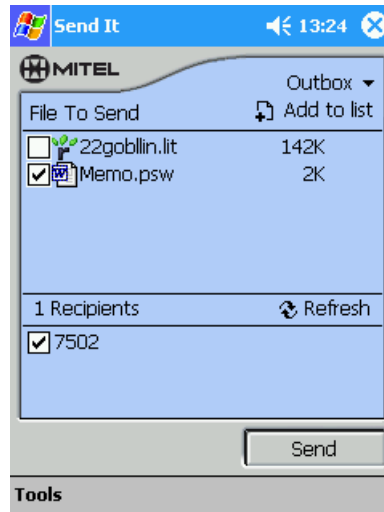 Send It 13:24
MITEL
Outbox
File To Send Add to list
22gobllin.lit 142K
Memo.psw 2K
1 Recipients Refresh
7502
Send
Tools